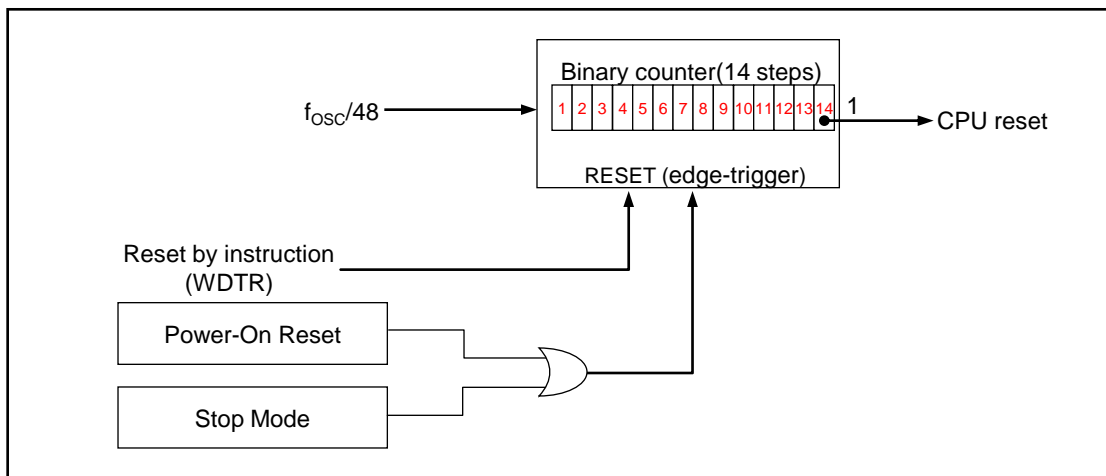 Binary counter(14 steps)
1 2 3 4 5 6 7 8 9 10 11 12 13 14
1
f_OSC/48
CPU reset
RESET (edge-trigger)
Reset by instruction
(WDTR)
Power-On Reset
Stop Mode